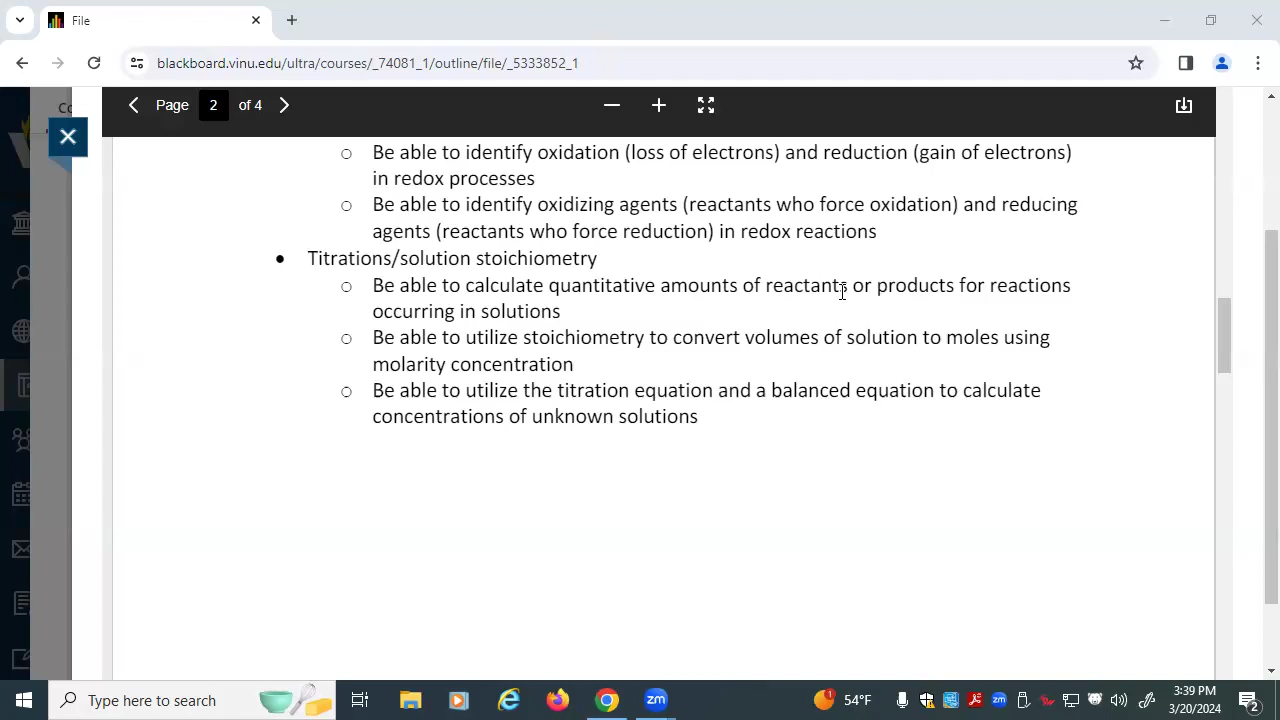 File
blackboard.vinu.edu/ultra/courses/_74081_1/outline/file/_5333852_1
Page 2 of 4
Be able to identify oxidation (loss of electrons) and reduction (gain of electrons)
in redox processes
Be able to identify oxidizing agents (reactants who force oxidation) and reducing
agents (reactants who force reduction) in redox reactions
Titrations/solution stoichiometry
Be able to calculate quantitative amounts of reactants or products for reactions
occurring in solutions
Be able to utilize stoichiometry to convert volumes of solution to moles using
molarity concentration
Be able to utilize the titration equation and a balanced equation to calculate
concentrations of unknown solutions
Type here to search
1
54°F
zm
3:39 PM
3/20/2024
2